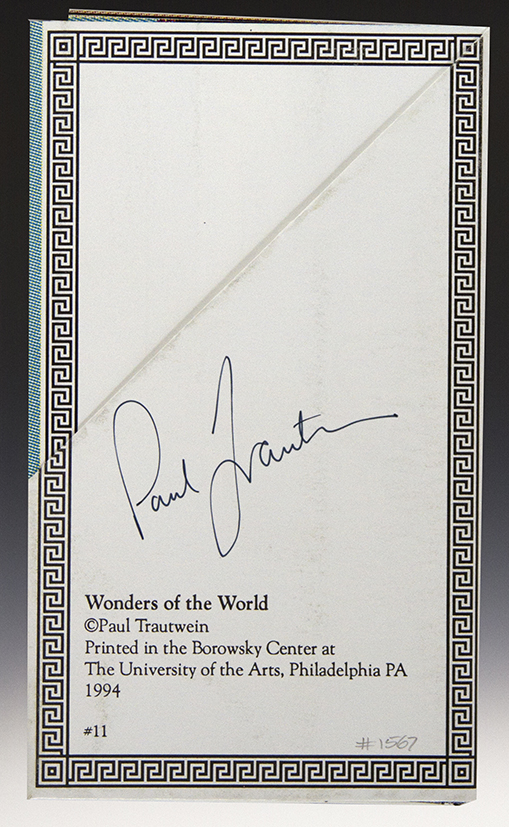 Paul Trautwein
Wonders of the World
©Paul Trautwein
Printed in the Borowsky Center at
The University of the Arts, Philadelphia PA
1994
#11
#1567